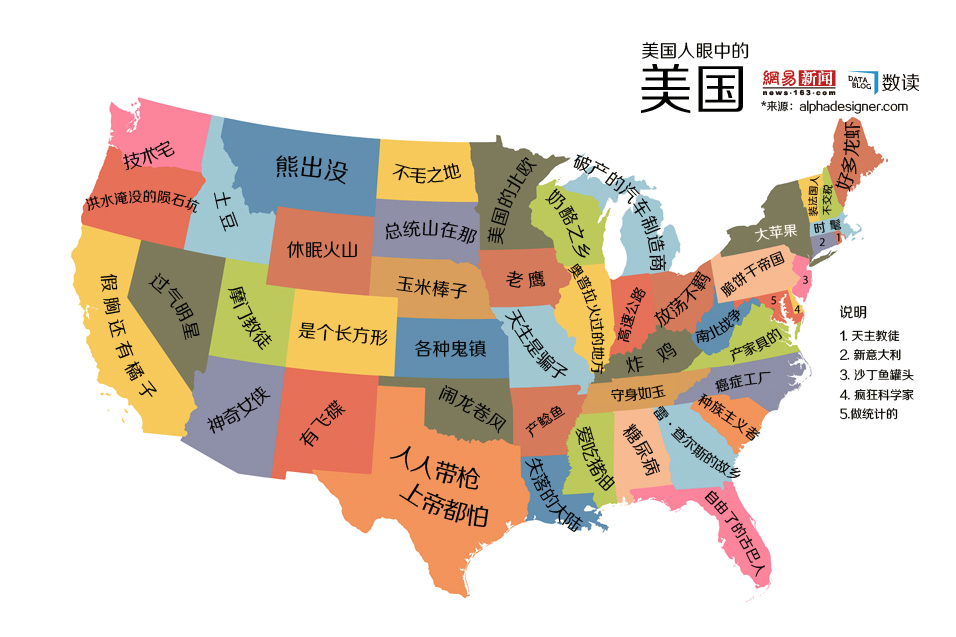 美国人眼中的
美国
網易新闻
news.163.com
DATA
BLOG
数读
*来源：alphadesigner.com
技术宅
洪水淹没的陨石坑
土豆
熊出没
不毛之地
美国的北欧
破产的汽车制造商
好多龙虾
装法国人
不交税
时髦
大苹果
2
1
奶酪之乡
总统山在那
休眠火山
假胸还有橘子
过气明星
摩门教徒
是个长方形
玉米棒子
老鹰
奥普拉火过的地方
高速公路
放荡不羁
脆饼干帝国
3
5
4
南北战争
产家具的
各种鬼镇
天生是骗子
炸鸡
守身如玉
癌症工厂
神奇女侠
有飞碟
闹龙卷风
产鲶鱼
种族主义者
雷·查尔斯的故乡
糖尿病
爱吃猪油
失落的大陆
人人带枪
上帝都怕
自由了的古巴人
说明
1. 天主教徒
2. 新意大利
3. 沙丁鱼罐头
4. 疯狂科学家
5.做统计的